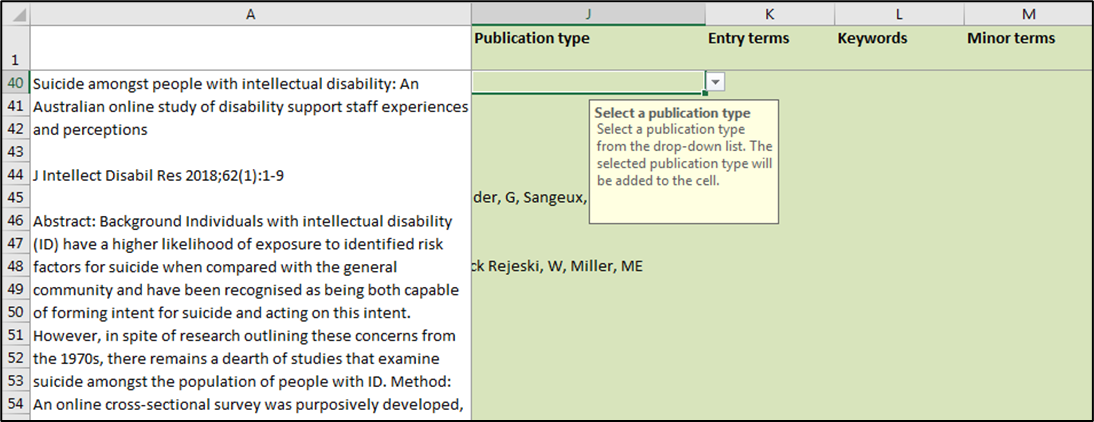 A J K L M
1 Publication type Entry terms Keywords Minor terms
40 Suicide amongst people with intellectual disability: An
41 Australian online study of disability support staff experiences
42 and perceptions
43
44 J Intellect Disabil Res 2018;62(1):1-9
45
46 Abstract: Background Individuals with intellectual disability
47 (ID) have a higher likelihood of exposure to identified risk
48 factors for suicide when compared with the general
49 community and have been recognised as being both capable
50 of forming intent for suicide and acting on this intent.
51 However, in spite of research outlining these concerns from
52 the 1970s, there remains a dearth of studies that examine
53 suicide amongst the population of people with ID. Method:
54 An online cross-sectional survey was purposively developed,
Select a publication type
Select a publication type
from the drop-down list. The
selected publication type will
be added to the cell.
der, G, Sangeux,
ck Rejeski, W, Miller, ME